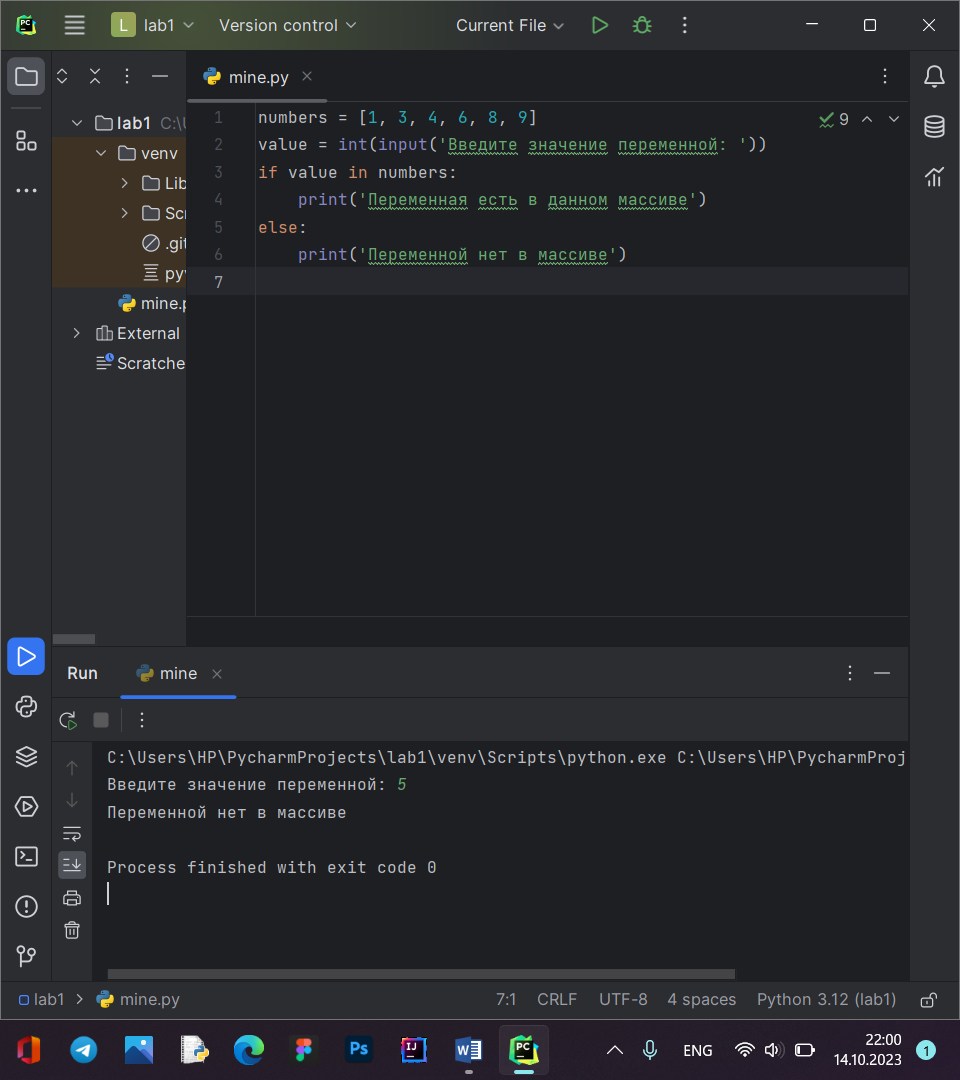 L lab1 Version control Current File
lab1 C:\U
venv
Lib
Scr
.git
pyv
mine.p
External
Scratche
mine.py
9
1 numbers = [1, 3, 4, 6, 8, 9]
2 value = int(input('Введите значение переменной: '))
3 if value in numbers:
4 print('Переменная есть в данном массиве')
5 else:
6 print('Переменной нет в массиве')
7
Run mine
C:\Users\HP\PycharmProjects\lab1\venv\Scripts\python.exe C:\Users\HP\PycharmProj
Введите значение переменной: 5
Переменной нет в массиве
Process finished with exit code 0
lab1 > mine.py 7:1 CRLF UTF-8 4 spaces Python 3.12 (lab1)
ENG 22:00
14.10.2023 1